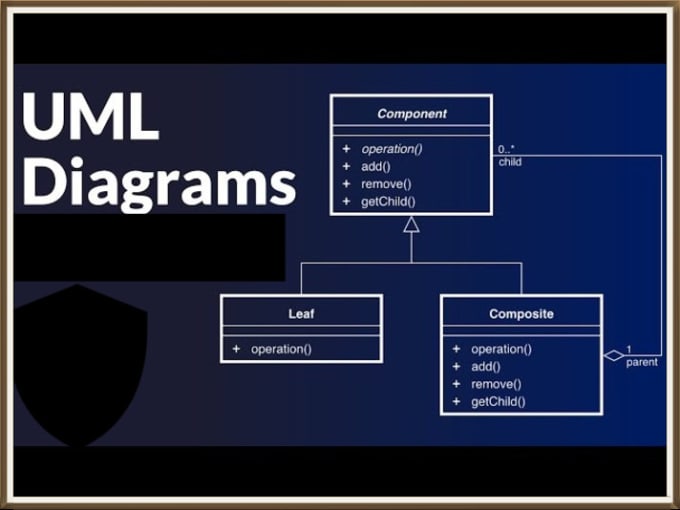 UML
Diagrams
Component
+ operation()
+ add()
+ remove()
+ getChild()
0..*
child
Leaf
+ operation()
Composite
+ operation()
+ add()
+ remove()
+ getChild()
1
parent